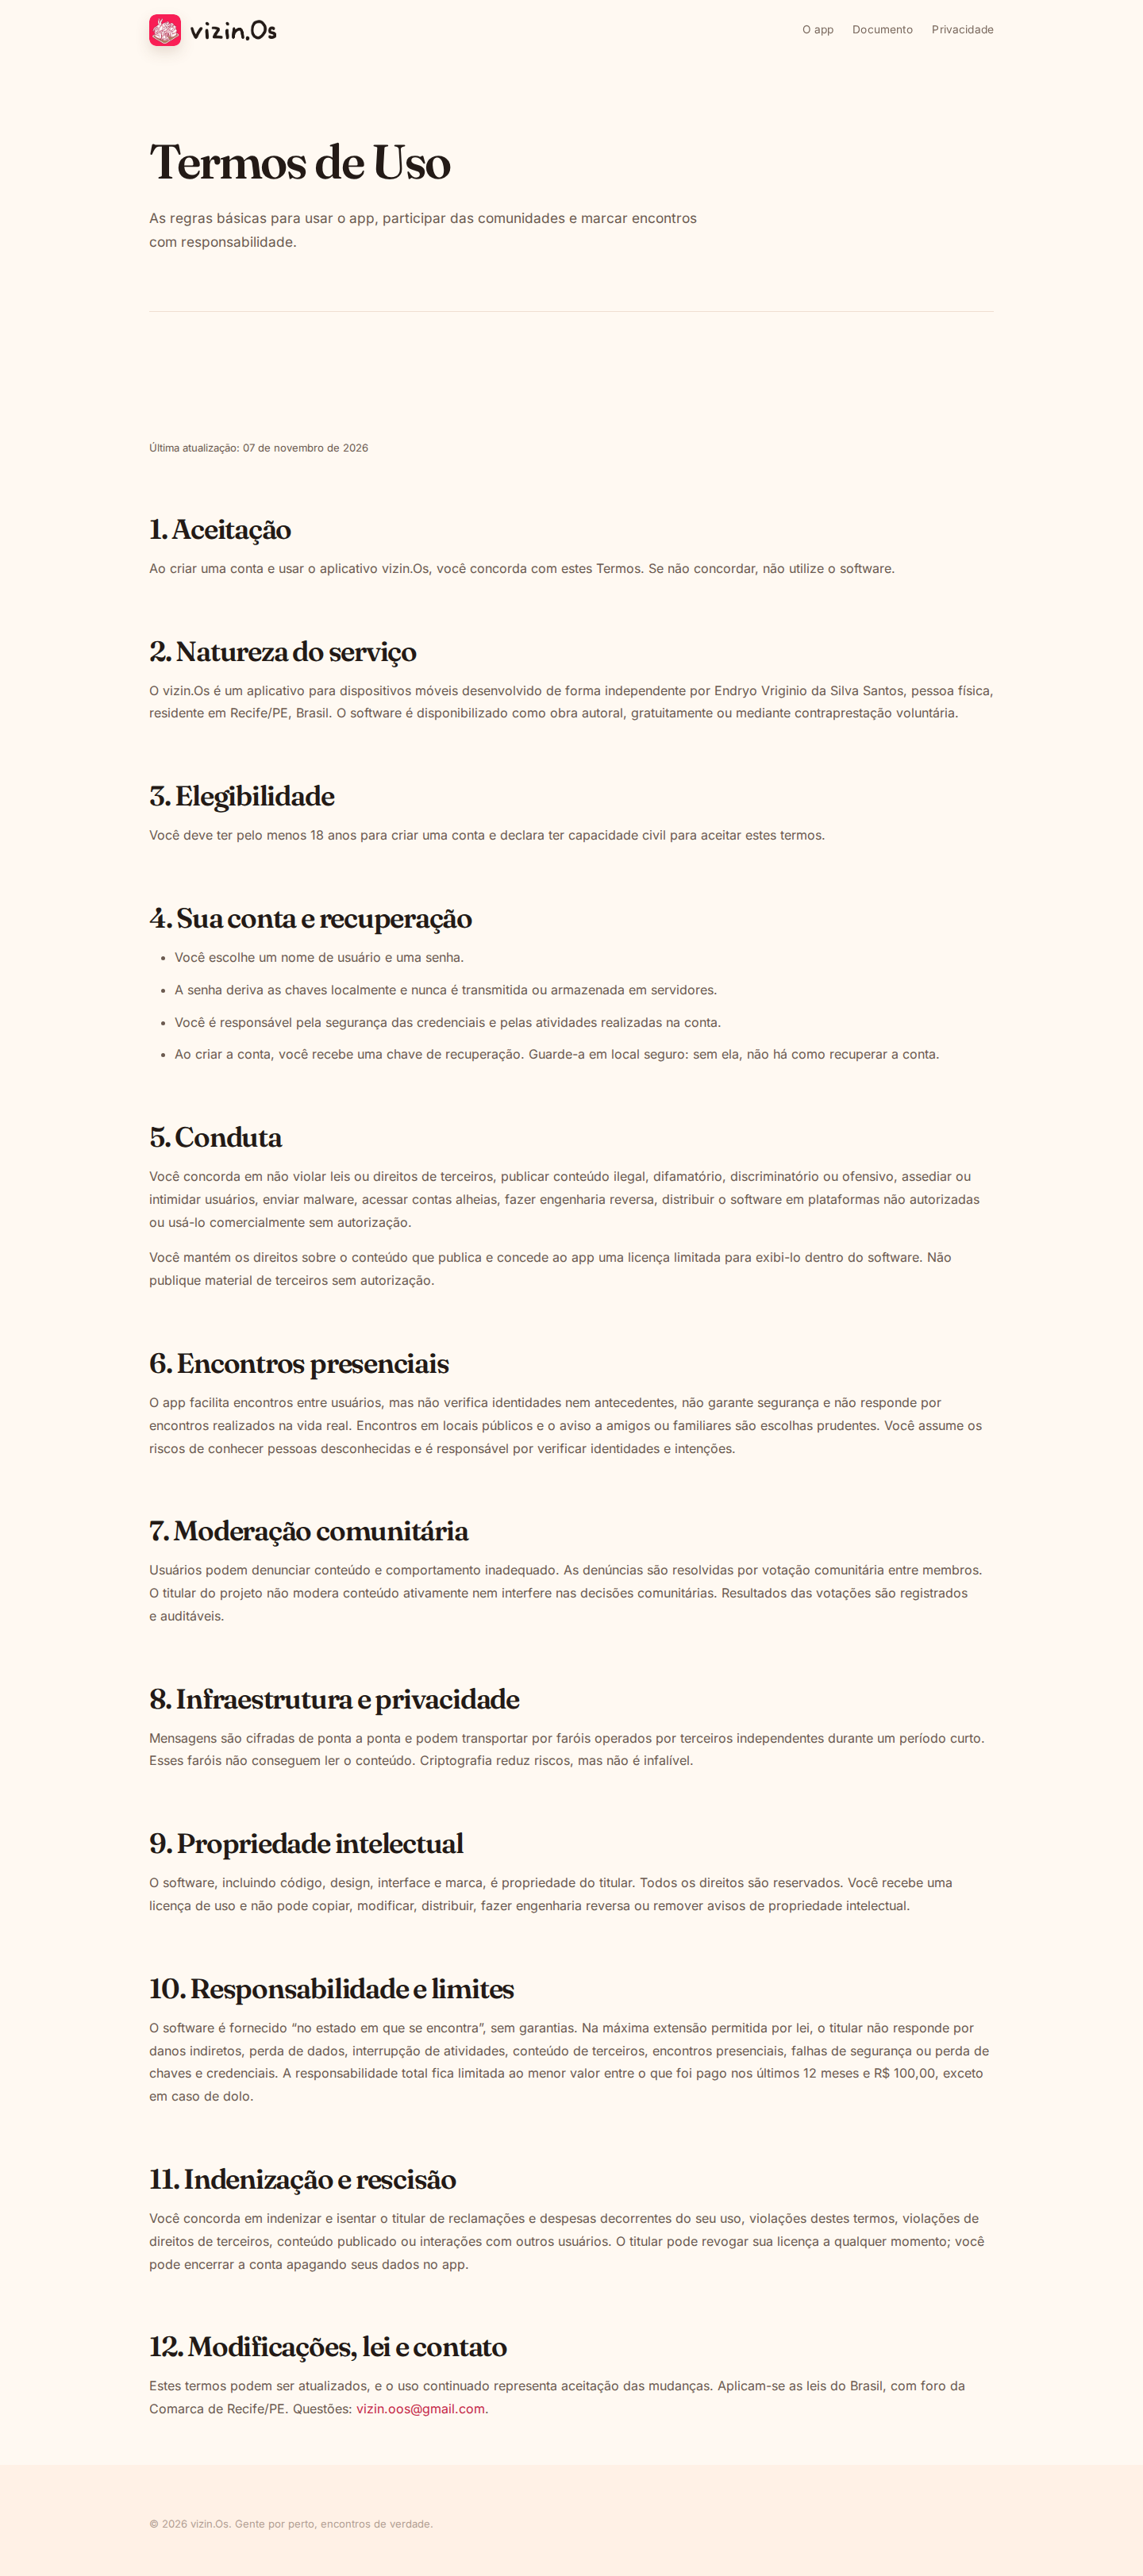 vizin.Os
O app Documento Privacidade
Termos de Uso
As regras básicas para usar o app, participar das comunidades e marcar encontros
com responsabilidade.
Última atualização: 07 de novembro de 2026
1. Aceitação
Ao criar uma conta e usar o aplicativo vizin.Os, você concorda com estes Termos. Se não concordar, não utilize o software.
2. Natureza do serviço
O vizin.Os é um aplicativo para dispositivos móveis desenvolvido de forma independente por Endryo Vriginio da Silva Santos, pessoa física,
residente em Recife/PE, Brasil. O software é disponibilizado como obra autoral, gratuitamente ou mediante contraprestação voluntária.
3. Elegibilidade
Você deve ter pelo menos 18 anos para criar uma conta e declara ter capacidade civil para aceitar estes termos.
4. Sua conta e recuperação
• Você escolhe um nome de usuário e uma senha.
• A senha deriva as chaves localmente e nunca é transmitida ou armazenada em servidores.
• Você é responsável pela segurança das credenciais e pelas atividades realizadas na conta.
• Ao criar a conta, você recebe uma chave de recuperação. Guarde-a em local seguro: sem ela, não há como recuperar a conta.
5. Conduta
Você concorda em não violar leis ou direitos de terceiros, publicar conteúdo ilegal, difamatório, discriminatório ou ofensivo, assediar ou
intimidar usuários, enviar malware, acessar contas alheias, fazer engenharia reversa, distribuir o software em plataformas não autorizadas
ou usá-lo comercialmente sem autorização.
Você mantém os direitos sobre o conteúdo que publica e concede ao app uma licença limitada para exibi-lo dentro do software. Não
publique material de terceiros sem autorização.
6. Encontros presenciais
O app facilita encontros entre usuários, mas não verifica identidades nem antecedentes, não garante segurança e não responde por
encontros realizados na vida real. Encontros em locais públicos e o aviso a amigos ou familiares são escolhas prudentes. Você assume os
riscos de conhecer pessoas desconhecidas e é responsável por verificar identidades e intenções.
7. Moderação comunitária
Usuários podem denunciar conteúdo e comportamento inadequado. As denúncias são resolvidas por votação comunitária entre membros.
O titular do projeto não modera conteúdo ativamente nem interfere nas decisões comunitárias. Resultados das votações são registrados
e auditáveis.
8. Infraestrutura e privacidade
Mensagens são cifradas de ponta a ponta e podem transportar por faróis operados por terceiros independentes durante um período curto.
Esses faróis não conseguem ler o conteúdo. Criptografia reduz riscos, mas não é infalível.
9. Propriedade intelectual
O software, incluindo código, design, interface e marca, é propriedade do titular. Todos os direitos são reservados. Você recebe uma
licença de uso e não pode copiar, modificar, distribuir, fazer engenharia reversa ou remover avisos de propriedade intelectual.
10. Responsabilidade e limites
O software é fornecido “no estado em que se encontra”, sem garantias. Na máxima extensão permitida por lei, o titular não responde por
danos indiretos, perda de dados, interrupção de atividades, conteúdo de terceiros, encontros presenciais, falhas de segurança ou perda de
chaves e credenciais. A responsabilidade total fica limitada ao menor valor entre o que foi pago nos últimos 12 meses e R$ 100,00, exceto
em caso de dolo.
11. Indenização e rescisão
Você concorda em indenizar e isentar o titular de reclamações e despesas decorrentes do seu uso, violações destes termos, violações de
direitos de terceiros, conteúdo publicado ou interações com outros usuários. O titular pode revogar sua licença a qualquer momento; você
pode encerrar a conta apagando seus dados no app.
12. Modificações, lei e contato
Estes termos podem ser atualizados, e o uso continuado representa aceitação das mudanças. Aplicam-se as leis do Brasil, com foro da
Comarca de Recife/PE. Questões: vizin.oos@gmail.com.
© 2026 vizin.Os. Gente por perto, encontros de verdade.